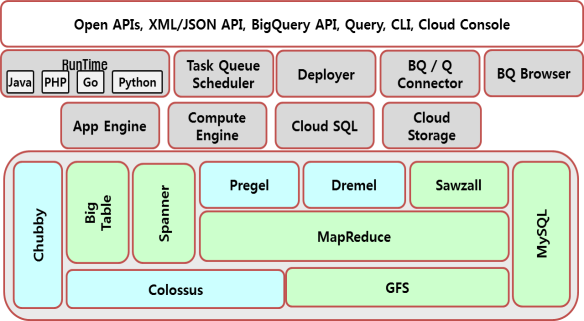 Open APIs, XML/JSON API, BigQuery API, Query, CLI, Cloud Console
RunTime
Java
PHP
Go
Python
Task Queue
Scheduler
Deployer
BQ / Q
Connector
BQ Browser
App Engine
Compute
Engine
Cloud SQL
Cloud
Storage
Chubby
Big
Table
Spanner
Pregel
Dremel
Sawzall
MapReduce
MySQL
Colossus
GFS